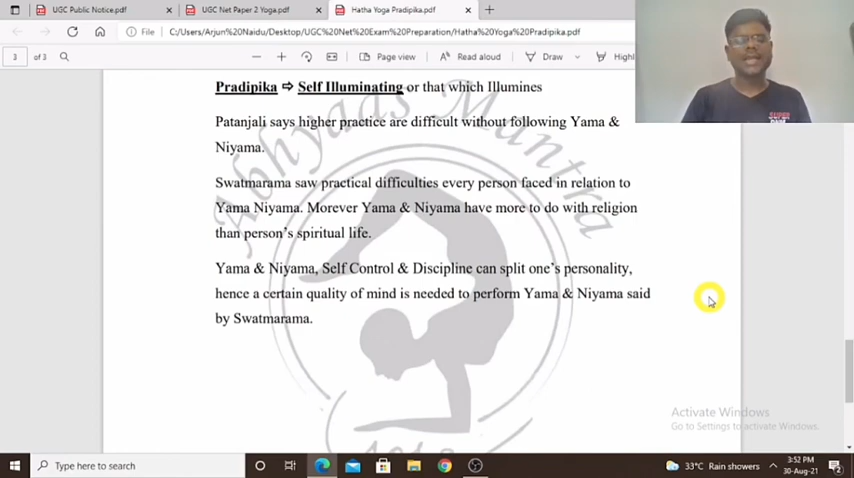 UGC Public Notice.pdf
UGC Net Paper 2 Yoga.pdf
Hatha Yoga Pradipika.pdf
File
C:/Users/Arjun%20Naidu/Desktop/UGC%20Net%20Exam%20Preparation/Hatha%20Yoga%20Pradipika.pdf
3 of 3
Page view
Read aloud
Draw
Highl
Pradipika ⇨ Self Illuminating or that which Illumines
Patanjali says higher practice are difficult without following Yama &
Niyama.
Swatmarama saw practical difficulties every person faced in relation to
Yama Niyama. Morever Yama & Niyama have more to do with religion
than person's spiritual life.
Yama & Niyama, Self Control & Discipline can split one's personality,
hence a certain quality of mind is needed to perform Yama & Niyama said
by Swatmarama.
Abhyaas Mantra
Activate Windows
Go to Settings to activate Windows.
Type here to search
33°C Rain showers
3:52 PM
30-Aug-21
2